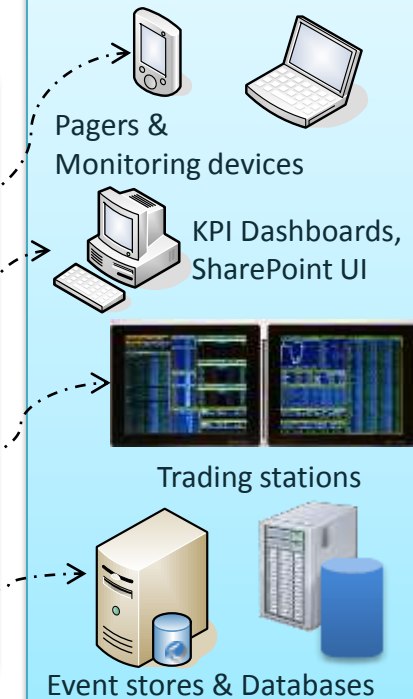 Pagers &
Monitoring devices
KPI Dashboards,
SharePoint UI
Trading stations
Event stores & Databases